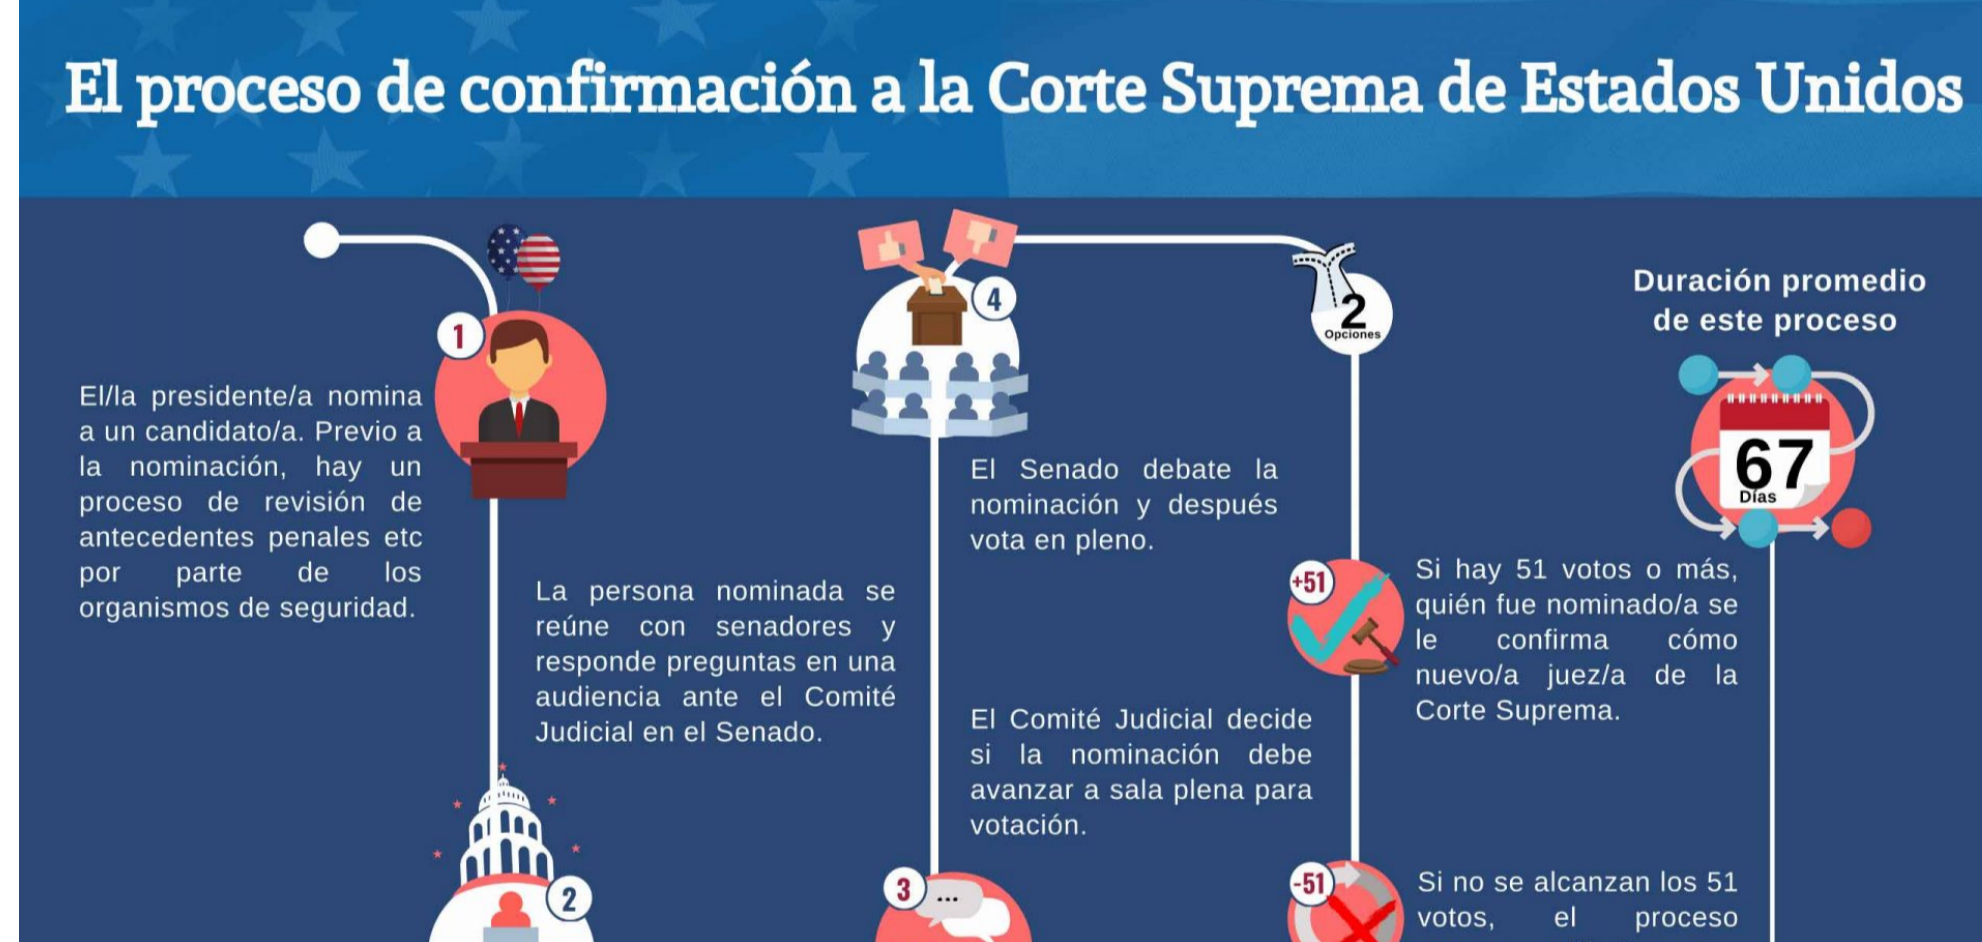 El proceso de confirmación a la Corte Suprema de Estados Unidos
1
El/la presidente/a nomina
a un candidato/a. Previo a
la nominación, hay un
proceso de revisión de
antecedentes penales etc
por parte de los
organismos de seguridad.
2
La persona nominada se
reúne con senadores y
responde preguntas en una
audiencia ante el Comité
Judicial en el Senado.
3
...
El Comité Judicial decide
si la nominación debe
avanzar a sala plena para
votación.
4
El Senado debate la
nominación y después
vota en pleno.
2
Opciones
+51
Si hay 51 votos o más,
quién fue nominado/a se
le confirma cómo
nuevo/a juez/a de la
Corte Suprema.
-51
Si no se alcanzan los 51
votos, el proceso
Duración promedio
de este proceso
67
Días